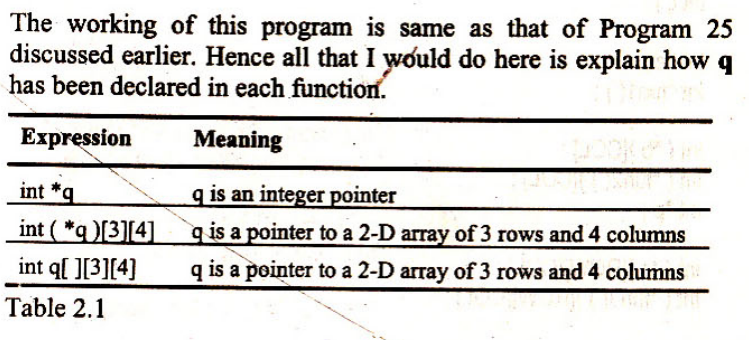 The working of this program is same as that of Program 25
discussed earlier. Hence all that I would do here is explain how q
has been declared in each function.
Expression Meaning
int *q q is an integer pointer
int ( *q )[3][4] q is a pointer to a 2-D array of 3 rows and 4 columns
int q[ ][3][4] q is a pointer to a 2-D array of 3 rows and 4 columns
Table 2.1